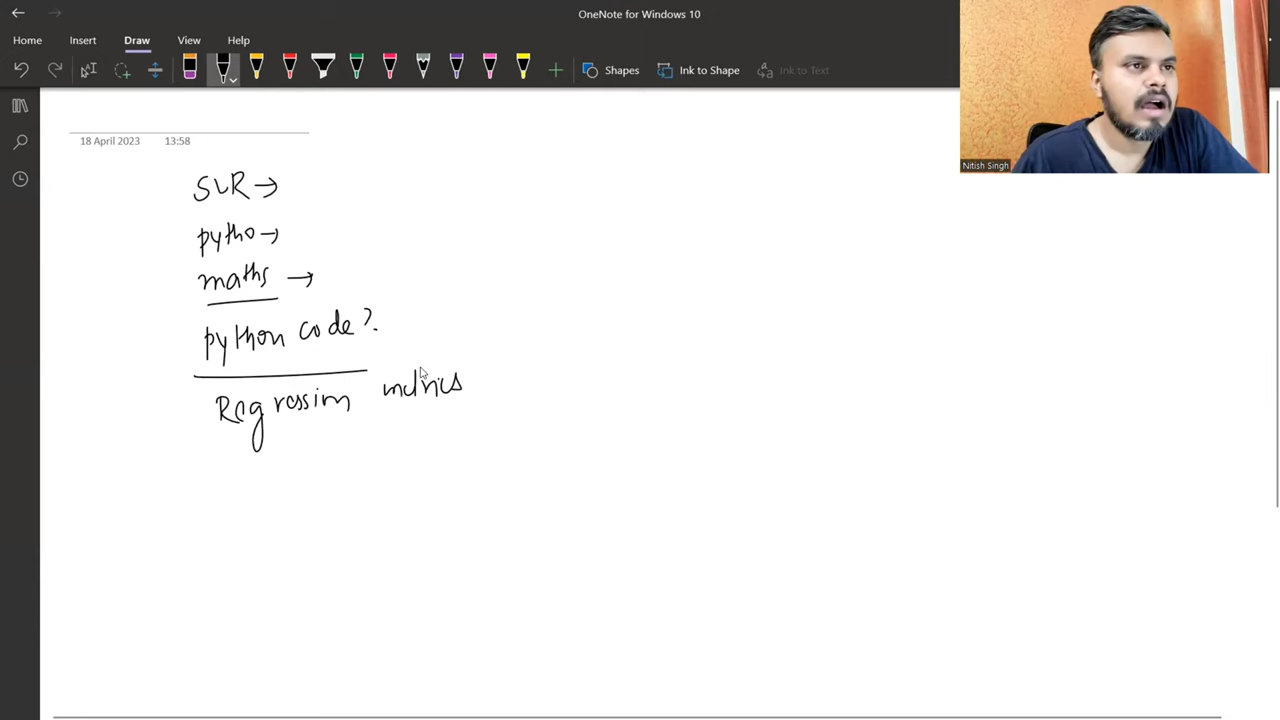 OneNote for Windows 10
Home Insert Draw View Help
Shapes Ink to Shape Ink to Text
18 April 2023 13:58
SLR →
pytho →
maths →
python code?
Regression metrics
Nitish Singh